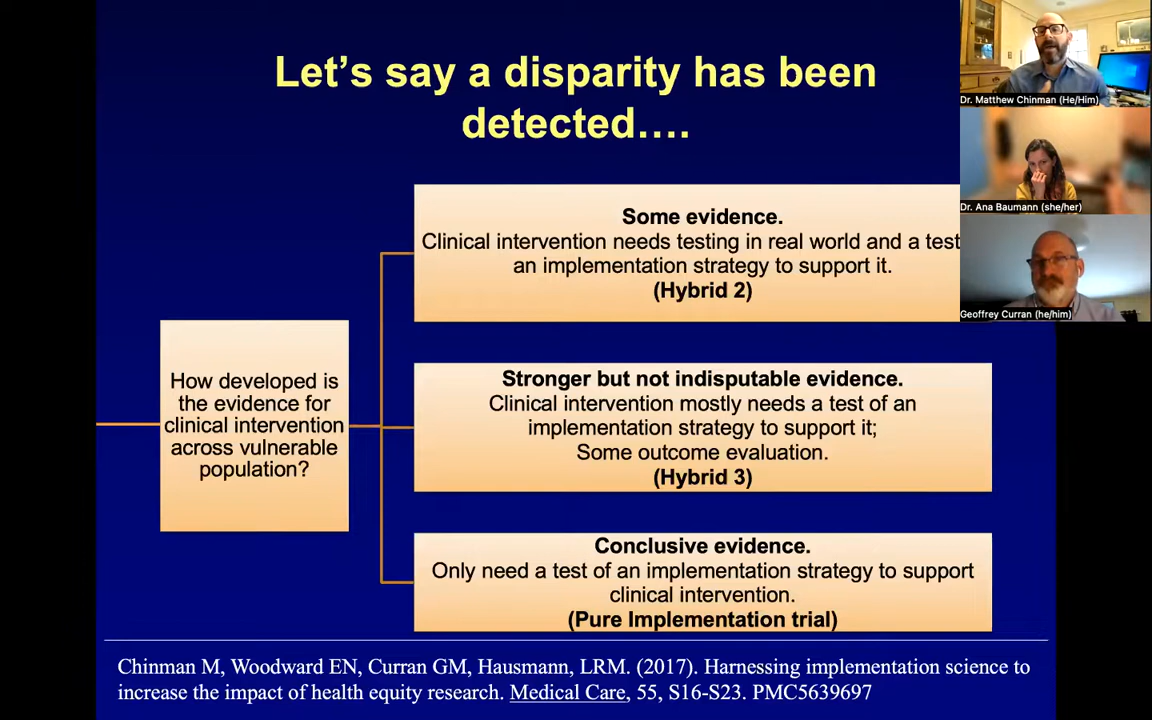 Let's say a disparity has been
detected....
Some evidence.
Clinical intervention needs testing in real world and a test
an implementation strategy to support it.
(Hybrid 2)
How developed is
the evidence for
clinical intervention
across vulnerable
population?
Stronger but not indisputable evidence.
Clinical intervention mostly needs a test of an
implementation strategy to support it;
Some outcome evaluation.
(Hybrid 3)
Conclusive evidence.
Only need a test of an implementation strategy to support
clinical intervention.
(Pure Implementation trial)
Chinman M, Woodward EN, Curran GM, Hausmann, LRM. (2017). Harnessing implementation science to
increase the impact of health equity research. Medical Care, 55, S16-S23. PMC5639697
Dr. Matthew Chinman (He/Him)
Dr. Ana Baumann (she/her)
Geoffrey Curran (he/him)